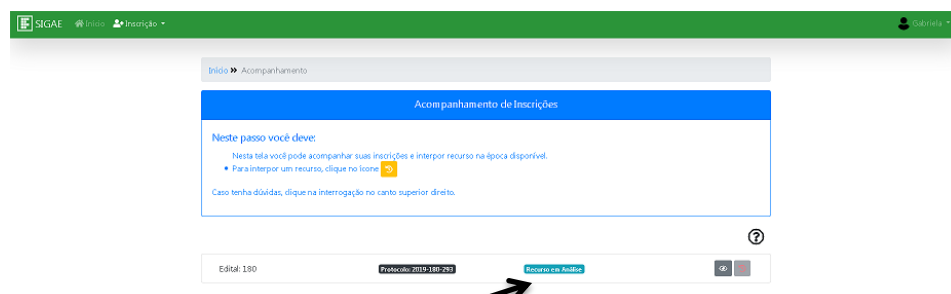 SIGAE Início Inscrição Gabriela
Início Acompanhamento
Acompanhamento de Inscrições
Neste passo você deve:
Nesta tela você pode acompanhar suas inscrições e interpor recurso na época disponível.
Para interpor um recurso, clique no ícone
Caso tenha dúvidas, clique na interrogação no canto superior direito.
Edital: 180 Protocolo: 2019-180-293 Recurso em Análise